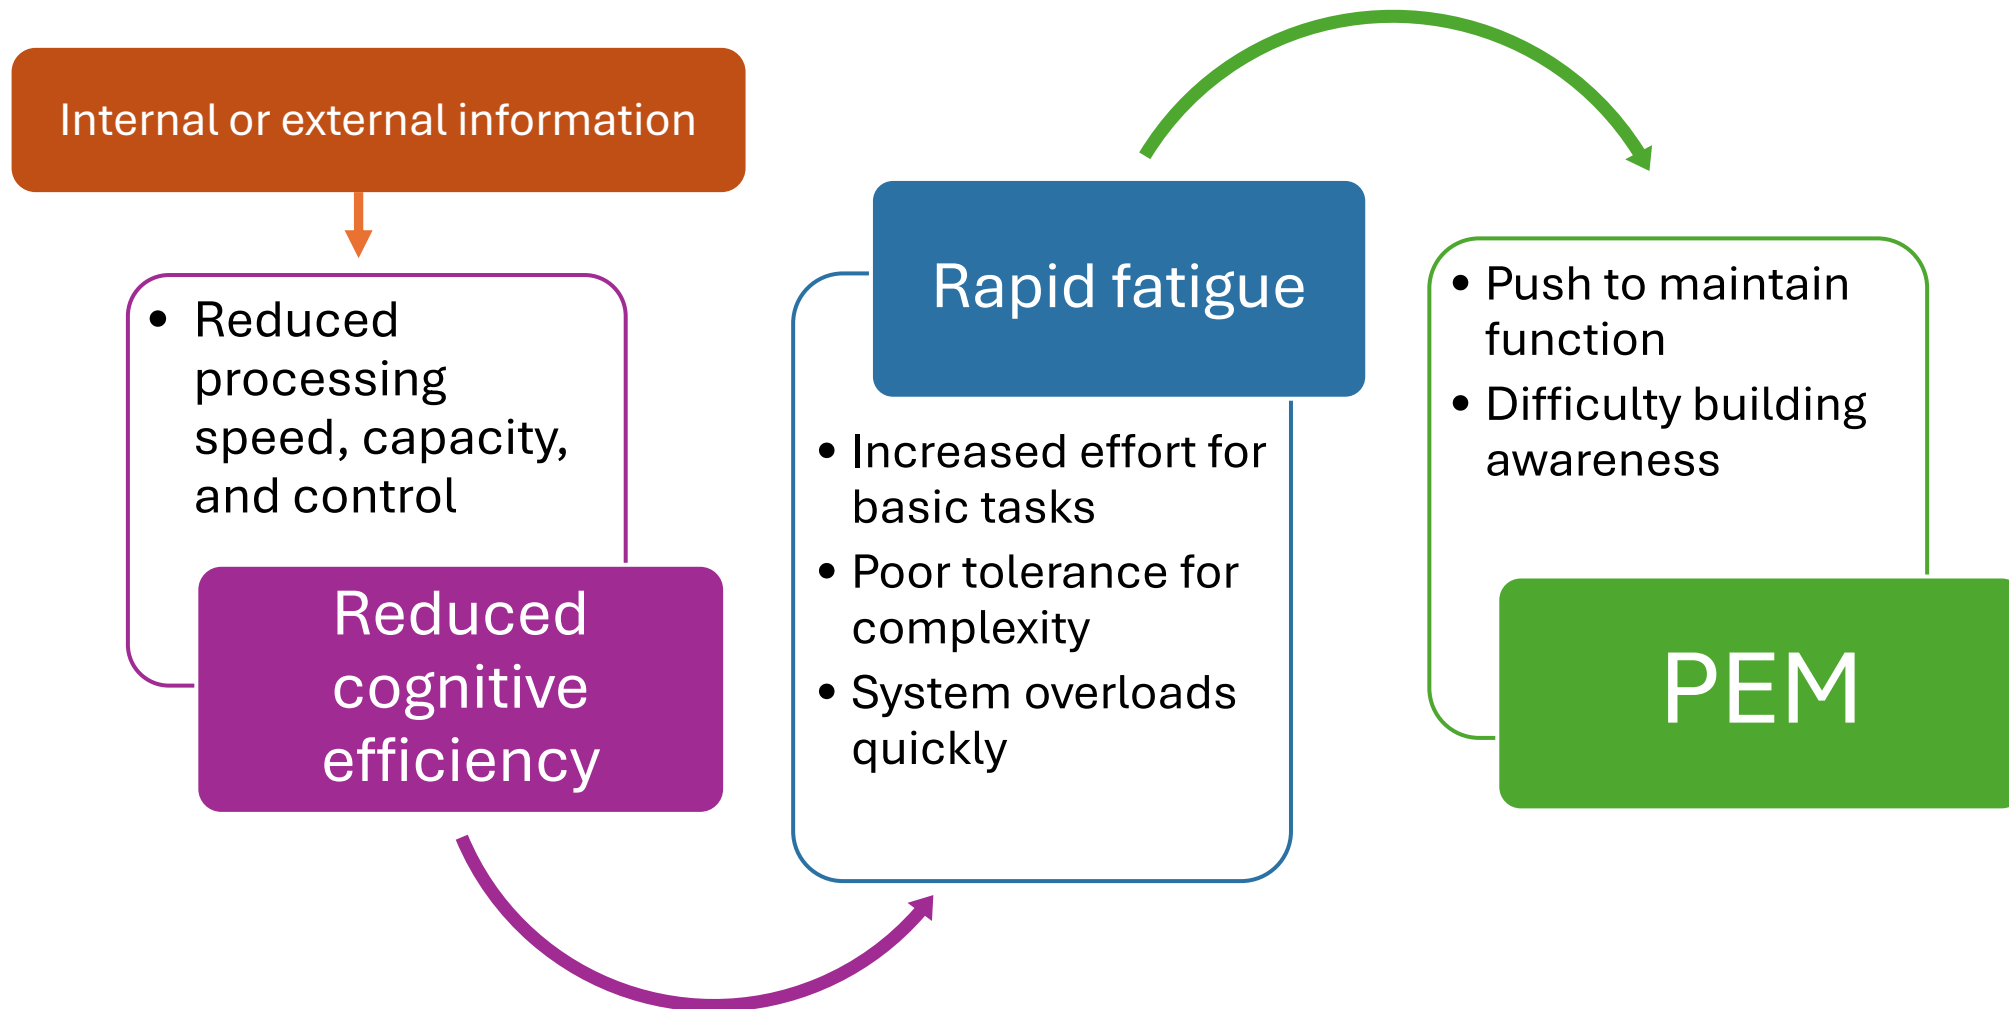 Internal or external information
• Reduced
processing
speed, capacity,
and control
Reduced
cognitive
efficiency
Rapid fatigue
• Increased effort for
basic tasks
• Poor tolerance for
complexity
• System overloads
quickly
• Push to maintain
function
• Difficulty building
awareness
PEM